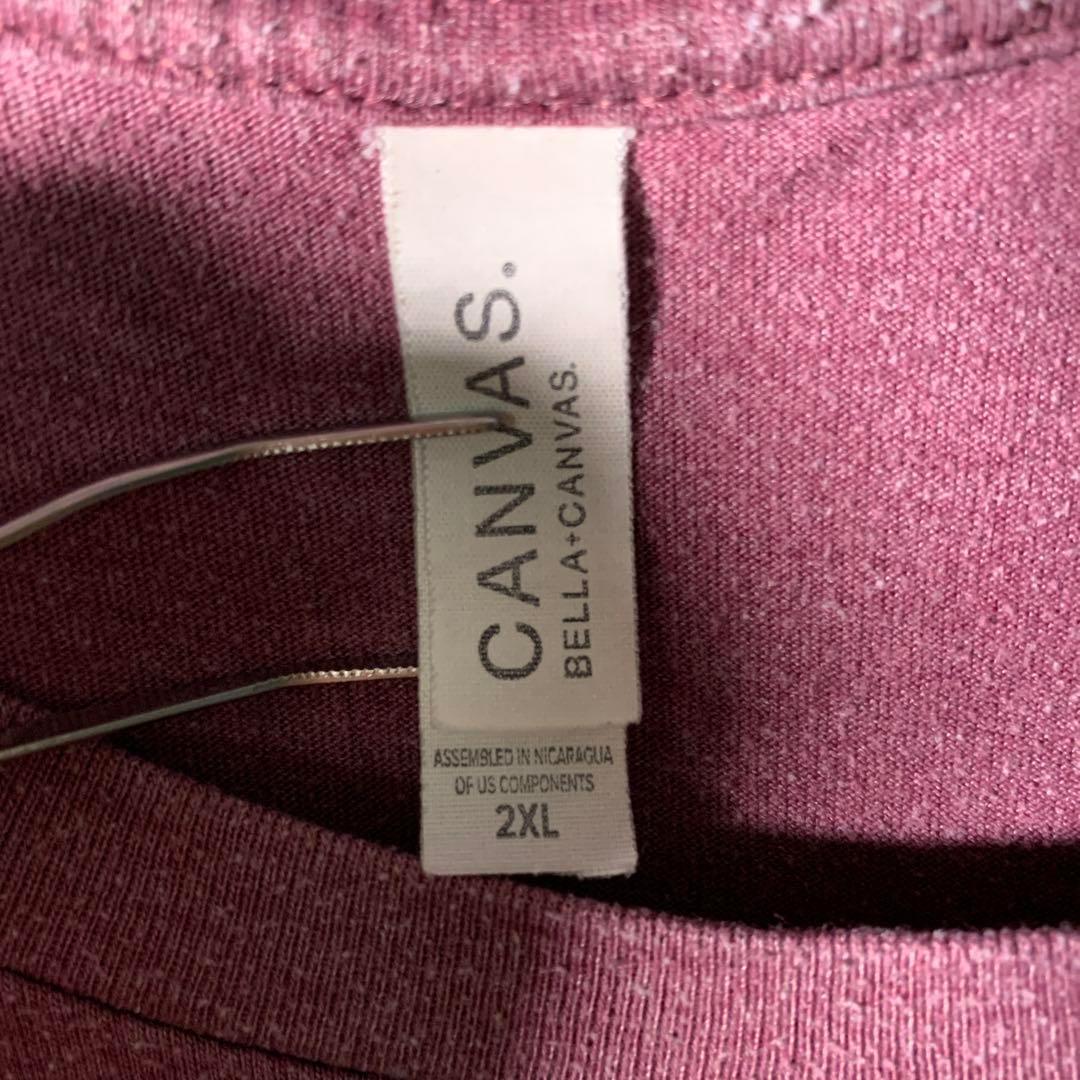 CANVAS.®
BELLA+CANVAS.
ASSEMBLED IN NICARAGUA
OF US COMPONENTS
2XL